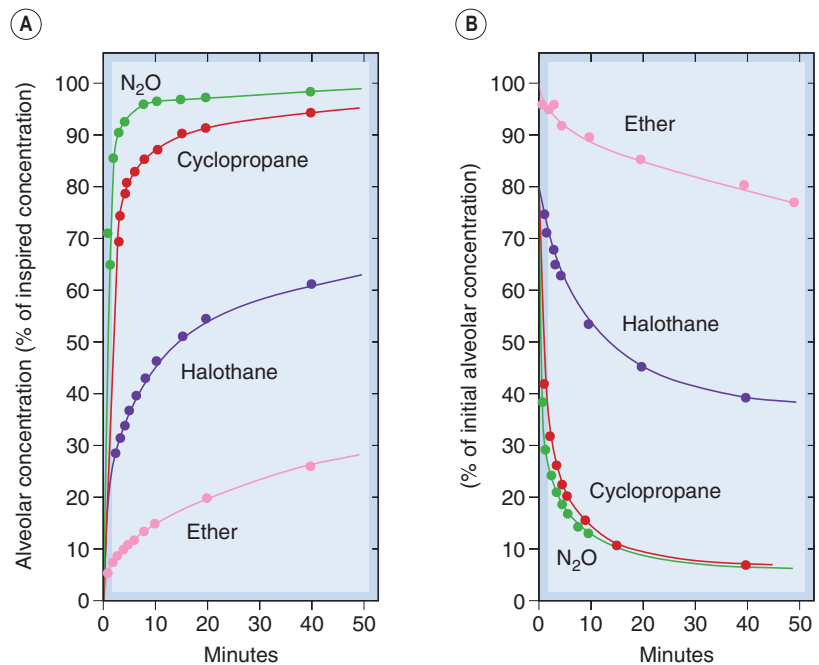 A
Alveolar concentration (% of inspired concentration)
100
90
80
70
60
50
40
30
20
10
0
N₂O
Cyclopropane
Halothane
Ether
0 10 20 30 40 50
Minutes
B
(% of initial alveolar concentration)
100
90
80
70
60
50
40
30
20
10
0
Ether
Halothane
Cyclopropane
N₂O
0 10 20 30 40 50
Minutes